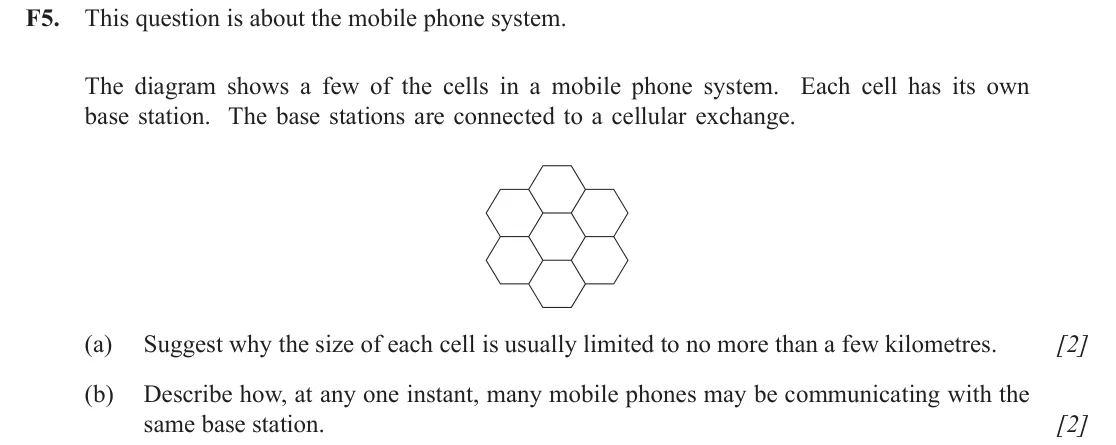 F5. This question is about the mobile phone system.
The diagram shows a few of the cells in a mobile phone system. Each cell has its own
base station. The base stations are connected to a cellular exchange.
(a) Suggest why the size of each cell is usually limited to no more than a few kilometres. [2]
(b) Describe how, at any one instant, many mobile phones may be communicating with the
same base station. [2]